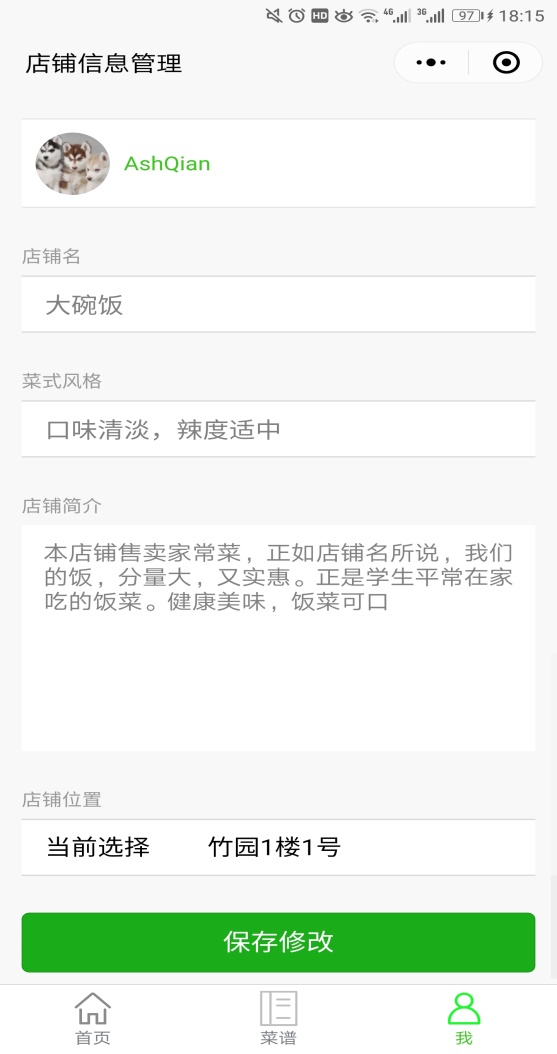 HD 4G 3G 97 18:15
店铺信息管理
AshQian
店铺名
大碗饭
菜式风格
口味清淡，辣度适中
店铺简介
本店铺售卖家常菜，正如店铺名所说，我们
的饭，分量大，又实惠。正是学生平常在家
吃的饭菜。健康美味，饭菜可口
店铺位置
当前选择 竹园1楼1号
保存修改
首页 菜谱 我